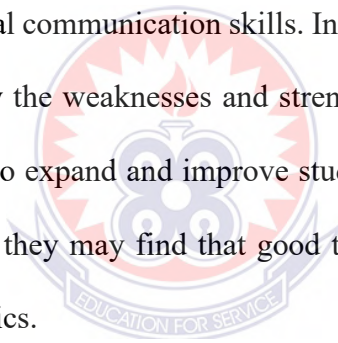 al communication skills. In
the weaknesses and stren
o expand and improve stu
they may find that good t
ics.
EDUCATION FOR SERVICE